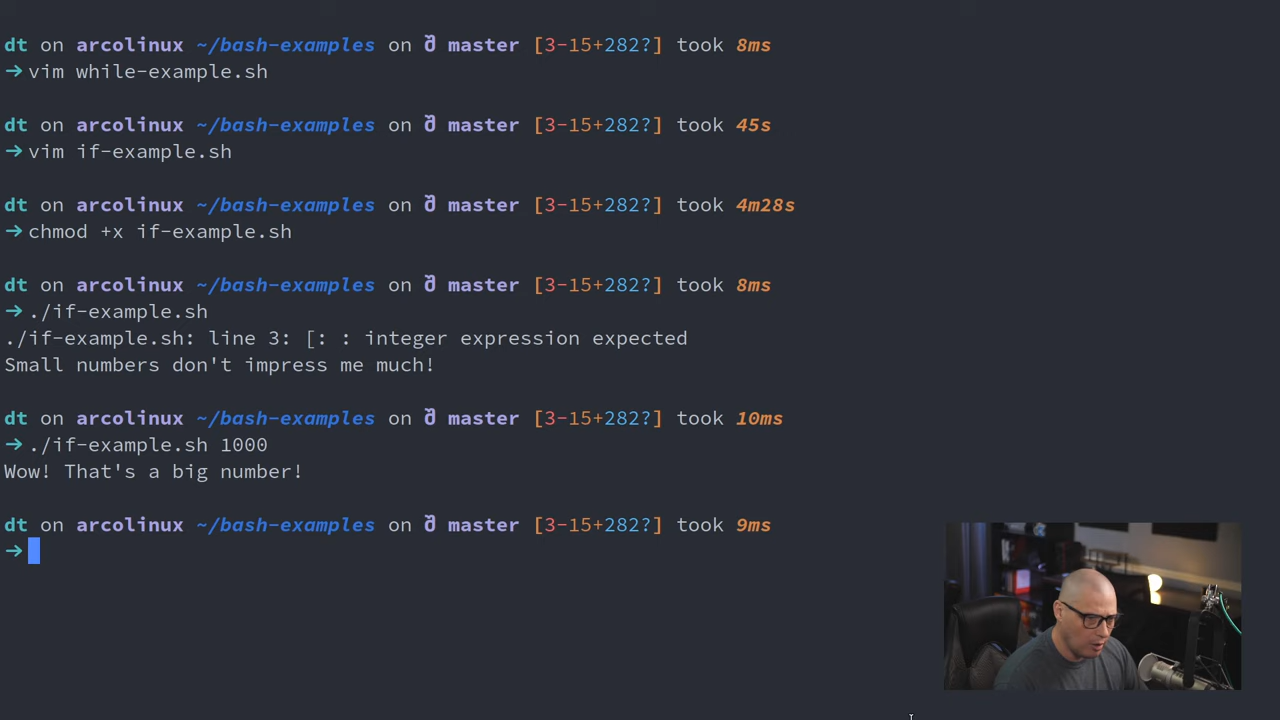 dt on arcolinux ~/bash-examples on ð master [3-15+282?] took 8ms
➜ vim while-example.sh
dt on arcolinux ~/bash-examples on ð master [3-15+282?] took 45s
➜ vim if-example.sh
dt on arcolinux ~/bash-examples on ð master [3-15+282?] took 4m28s
➜ chmod +x if-example.sh
dt on arcolinux ~/bash-examples on ð master [3-15+282?] took 8ms
➜ ./if-example.sh
./if-example.sh: line 3: [: : integer expression expected
Small numbers don't impress me much!
dt on arcolinux ~/bash-examples on ð master [3-15+282?] took 10ms
➜ ./if-example.sh 1000
Wow! That's a big number!
dt on arcolinux ~/bash-examples on ð master [3-15+282?] took 9ms
➜